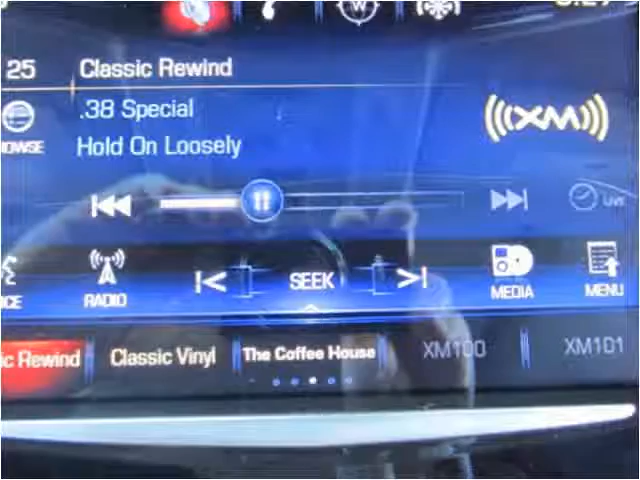 W
25 Classic Rewind
.38 Special
XM
Hold On Loosely
LIVE
RADIO SEEK MEDIA MENU
Rewind Classic Vinyl The Coffee House XM100 XM101